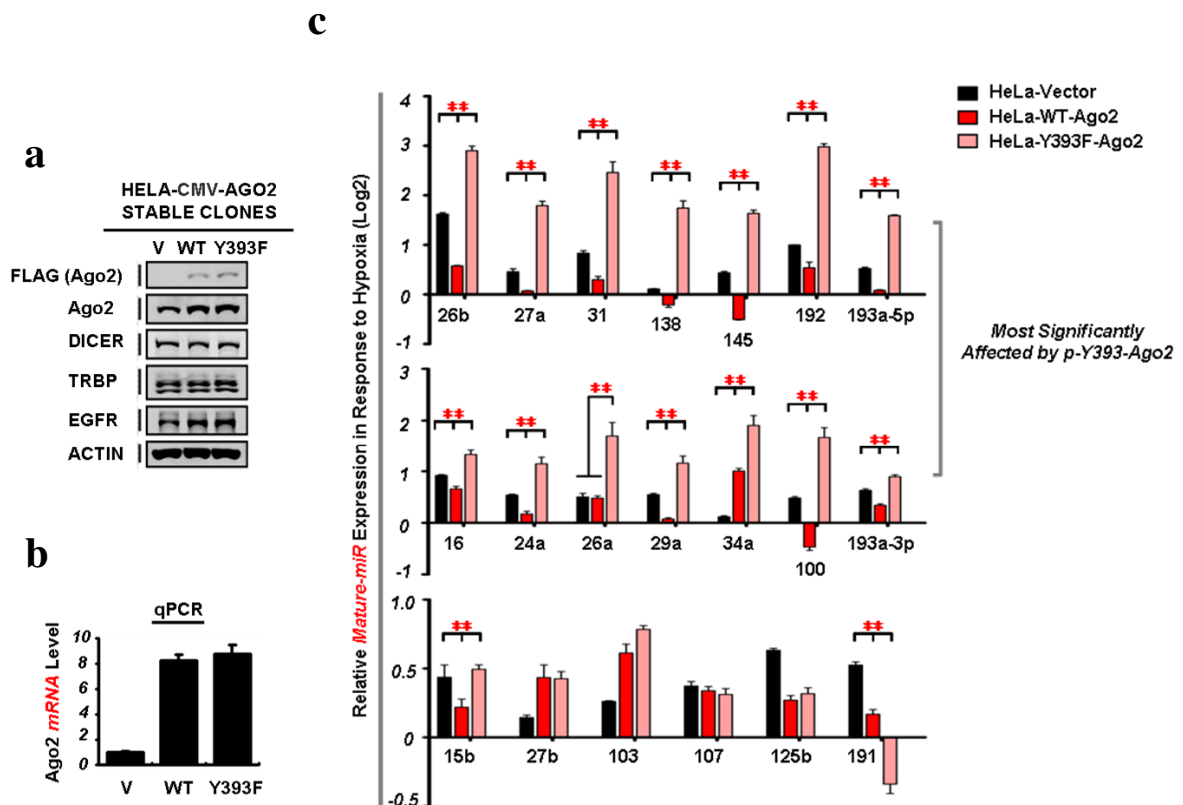 a
HELA-CMV-AGO2
STABLE CLONES
V WT Y393F
FLAG (Ago2)
Ago2
DICER
TRBP
EGFR
ACTIN
b
qPCR
Ago2 mRNA Level
10
8
6
4
2
0
V WT Y393F
c
HeLa-Vector
HeLa-WT-Ago2
HeLa-Y393F-Ago2
Relative Mature-miR Expression in Response to Hypoxia (Log2)
4
3
2
1
0
-1
** ** ** ** ** ** **
26b 27a 31 138 145 192 193a-5p
Most Significantly
Affected by p-Y393-Ago2
3
2
1
0
-1
** ** ** ** ** ** **
16 24a 26a 29a 34a 100 193a-3p
1.0
0.5
0
-0.5
** **
15b 27b 103 107 125b 191